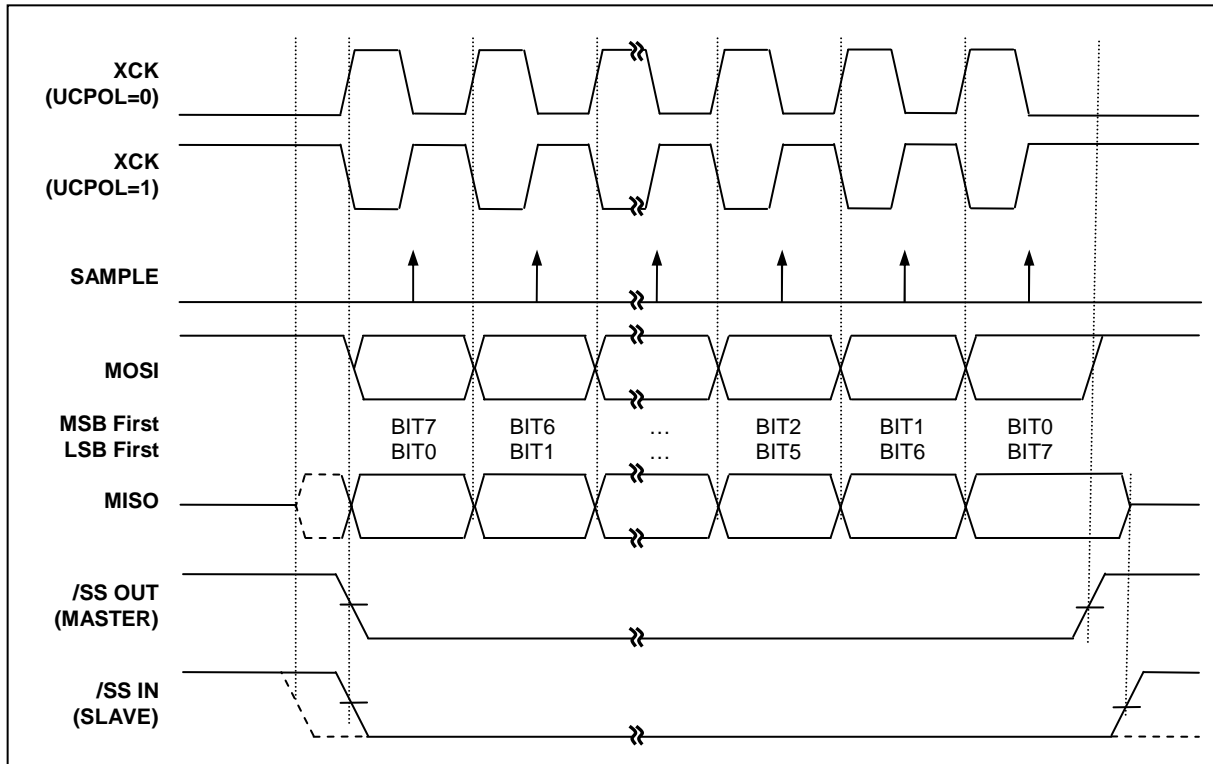 XCK
(UCPOL=0)
XCK
(UCPOL=1)
SAMPLE
MOSI
MSB First BIT7 BIT6 … BIT2 BIT1 BIT0
LSB First BIT0 BIT1 … BIT5 BIT6 BIT7
MISO
/SS OUT
(MASTER)
/SS IN
(SLAVE)